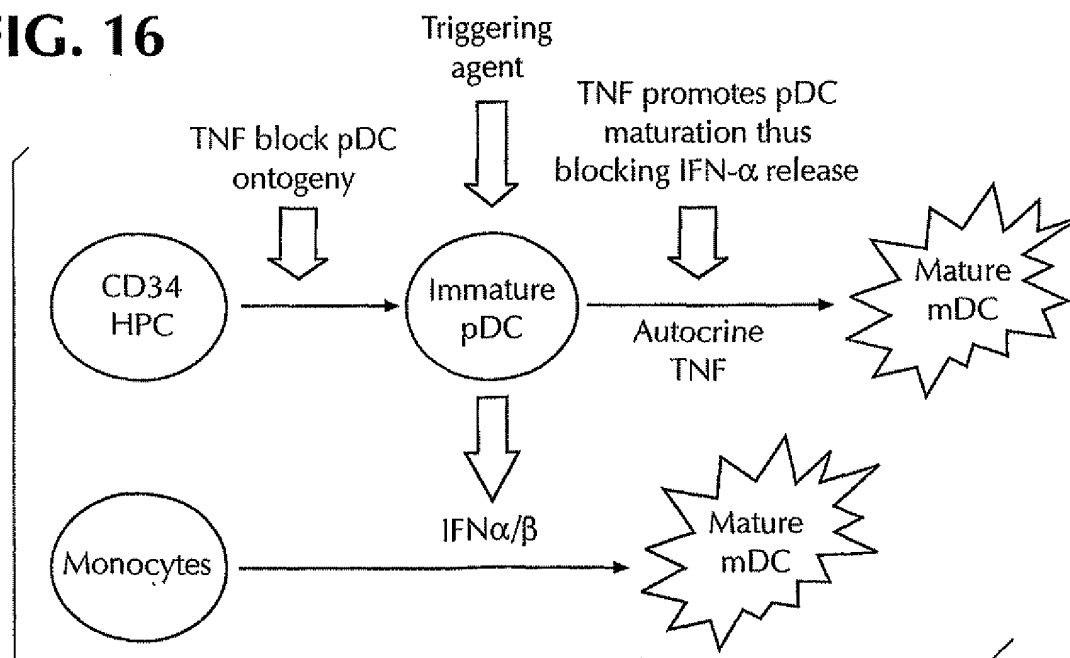 FIG. 16
Triggering
agent
TNF promotes pDC
maturation thus
blocking IFN-α release
TNF block pDC
ontogeny
CD34
HPC
Immature
pDC
Autocrine
TNF
Mature
mDC
Monocytes
IFNα/β
Mature
mDC